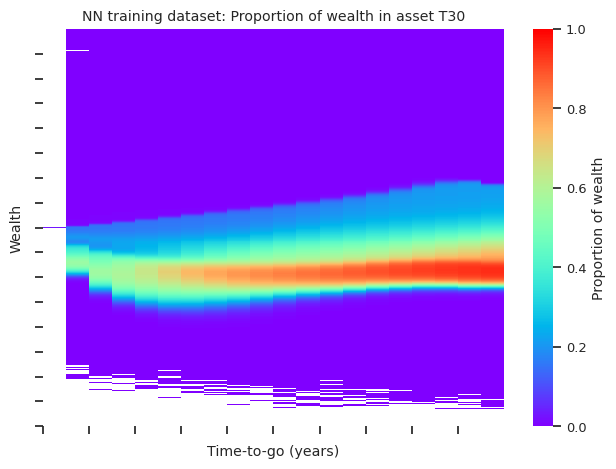 NN training dataset: Proportion of wealth in asset T30
Wealth
Time-to-go (years)
1.0
0.8
0.6
0.4
0.2
0.0
Proportion of wealth